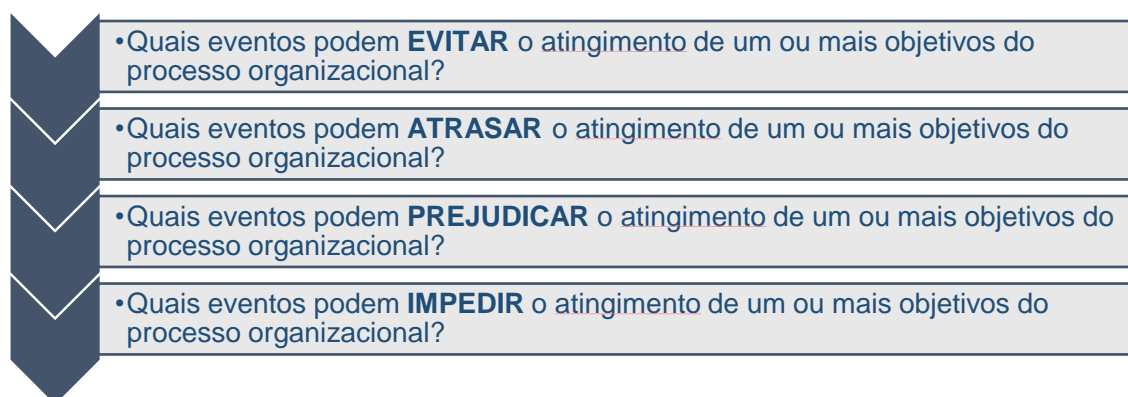 •Quais eventos podem EVITAR o atingimento de um ou mais objetivos do
processo organizacional?
•Quais eventos podem ATRASAR o atingimento de um ou mais objetivos do
processo organizacional?
•Quais eventos podem PREJUDICAR o atingimento de um ou mais objetivos do
processo organizacional?
•Quais eventos podem IMPEDIR o atingimento de um ou mais objetivos do
processo organizacional?